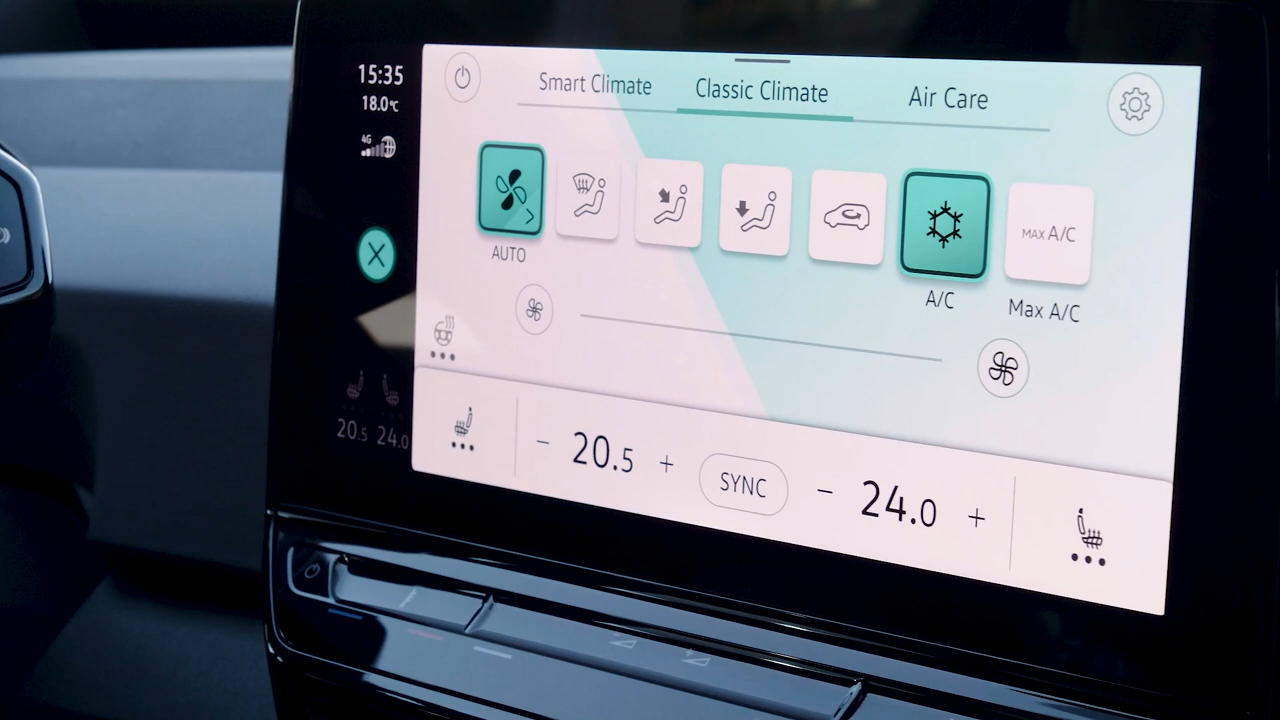 15:35
18.0°C
4G
Smart Climate
Classic Climate
Air Care
MAX A/C
AUTO
A/C
Max A/C
20.5 24.0
- 20.5 +
SYNC
- 24.0 +